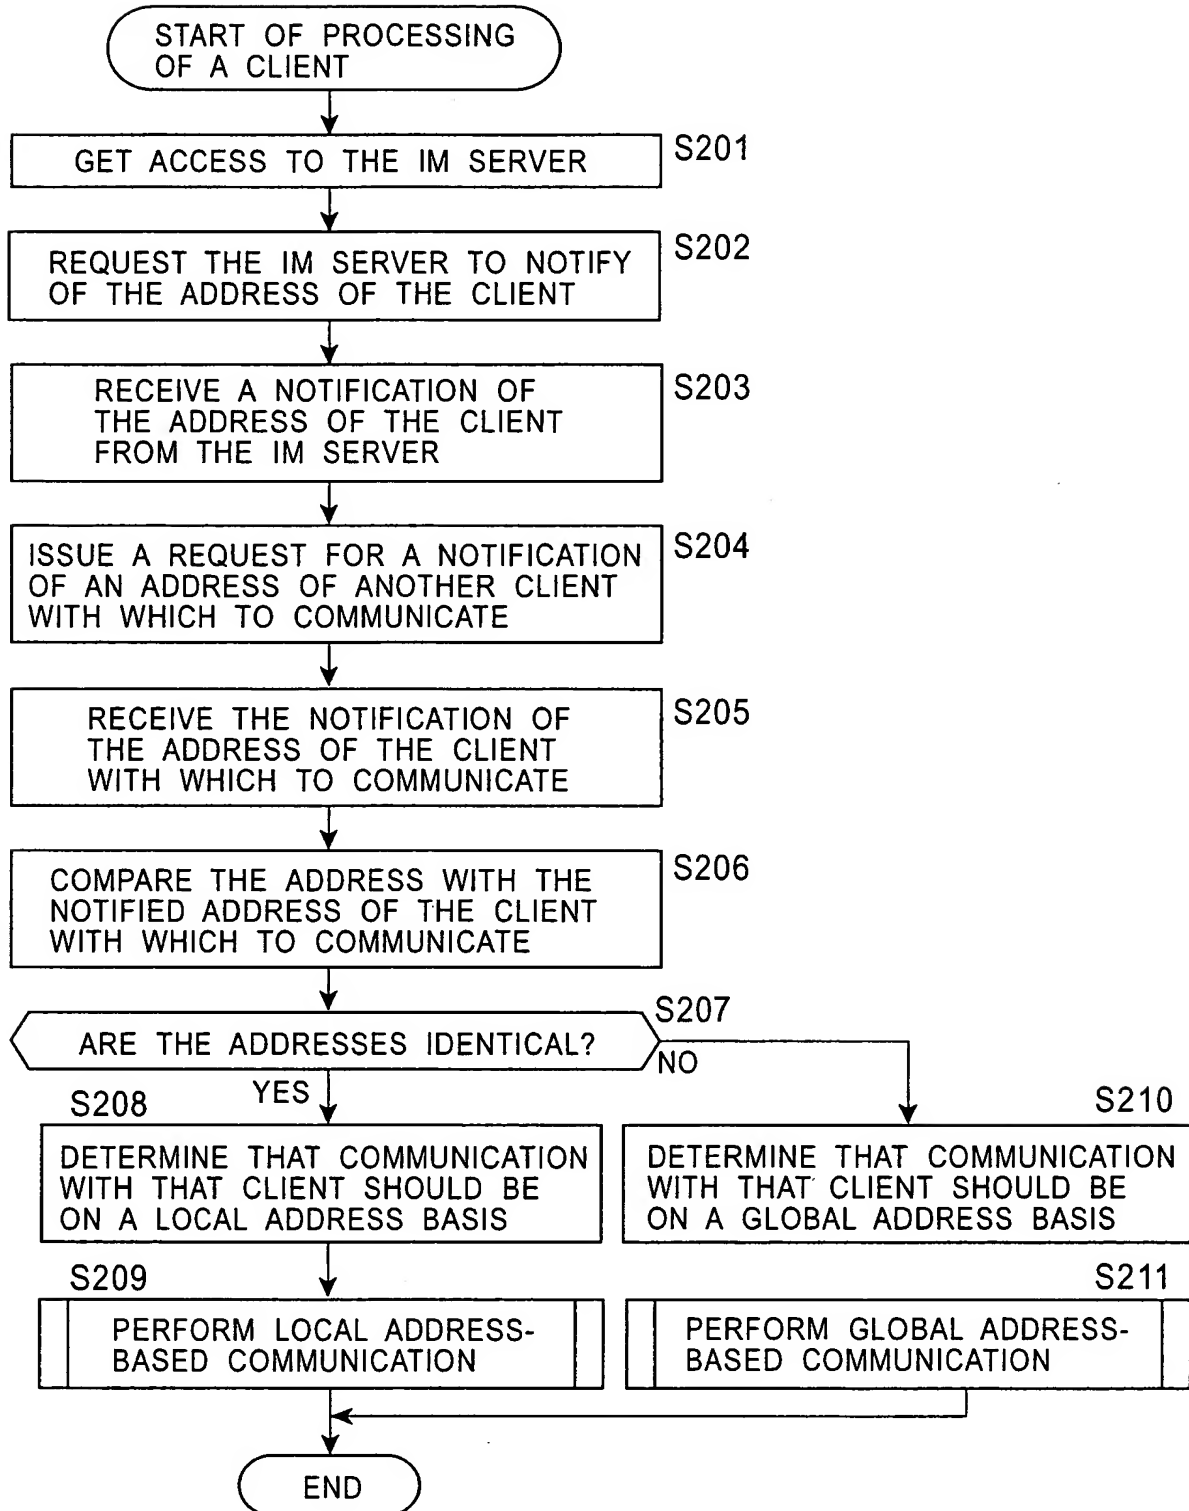 START OF PROCESSING
OF A CLIENT
GET ACCESS TO THE IM SERVER
S201
REQUEST THE IM SERVER TO NOTIFY
OF THE ADDRESS OF THE CLIENT
S202
RECEIVE A NOTIFICATION OF
THE ADDRESS OF THE CLIENT
FROM THE IM SERVER
S203
ISSUE A REQUEST FOR A NOTIFICATION
OF AN ADDRESS OF ANOTHER CLIENT
WITH WHICH TO COMMUNICATE
S204
RECEIVE THE NOTIFICATION OF
THE ADDRESS OF THE CLIENT
WITH WHICH TO COMMUNICATE
S205
COMPARE THE ADDRESS WITH THE
NOTIFIED ADDRESS OF THE CLIENT
WITH WHICH TO COMMUNICATE
S206
ARE THE ADDRESSES IDENTICAL?
S207
NO
YES
S208
DETERMINE THAT COMMUNICATION
WITH THAT CLIENT SHOULD BE
ON A LOCAL ADDRESS BASIS
S210
DETERMINE THAT COMMUNICATION
WITH THAT CLIENT SHOULD BE
ON A GLOBAL ADDRESS BASIS
S209
PERFORM LOCAL ADDRESS-
BASED COMMUNICATION
S211
PERFORM GLOBAL ADDRESS-
BASED COMMUNICATION
END